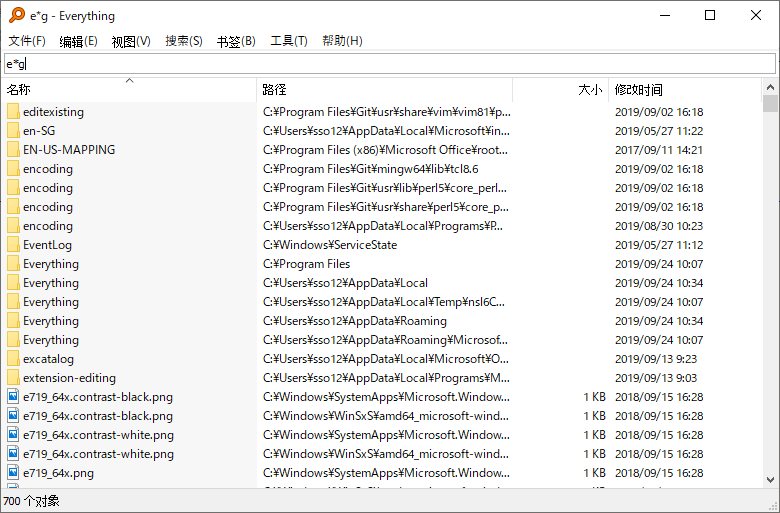 e*g - Everything
文件(F) 编辑(E) 视图(V) 搜索(S) 书签(B) 工具(T) 帮助(H)
e*g
名称 路径 大小 修改时间
editexisting C:¥Program Files¥Git¥usr¥share¥vim¥vim81¥p... 2019/09/02 16:18
en-SG C:¥Users¥sso12¥AppData¥Local¥Microsoft¥in... 2019/05/27 11:22
EN-US-MAPPING C:¥Program Files (x86)¥Microsoft Office¥root... 2017/09/11 14:21
encoding C:¥Program Files¥Git¥mingw64¥lib¥tcl8.6 2019/09/02 16:18
encoding C:¥Program Files¥Git¥usr¥lib¥perl5¥core_perl... 2019/09/02 16:18
encoding C:¥Program Files¥Git¥usr¥share¥perl5¥core_p... 2019/09/02 16:18
encoding C:¥Users¥sso12¥AppData¥Local¥Programs¥P... 2019/08/30 10:23
EventLog C:¥Windows¥ServiceState 2019/05/27 11:12
Everything C:¥Program Files 2019/09/24 10:07
Everything C:¥Users¥sso12¥AppData¥Local 2019/09/24 10:34
Everything C:¥Users¥sso12¥AppData¥Local¥Temp¥nsl6C... 2019/09/24 10:07
Everything C:¥Users¥sso12¥AppData¥Roaming 2019/09/24 10:34
Everything C:¥Users¥sso12¥AppData¥Roaming¥Microsof... 2019/09/24 10:07
excatalog C:¥Users¥sso12¥AppData¥Local¥Microsoft¥O... 2019/09/13 9:23
extension-editing C:¥Users¥sso12¥AppData¥Local¥Programs¥M... 2019/09/13 9:03
e719_64x.contrast-black.png C:¥Windows¥SystemApps¥Microsoft.Window... 1 KB 2018/09/15 16:28
e719_64x.contrast-black.png C:¥Windows¥WinSxS¥amd64_microsoft-wind... 1 KB 2018/09/15 16:28
e719_64x.contrast-white.png C:¥Windows¥SystemApps¥Microsoft.Window... 1 KB 2018/09/15 16:28
e719_64x.contrast-white.png C:¥Windows¥WinSxS¥amd64_microsoft-wind... 1 KB 2018/09/15 16:28
e719_64x.png C:¥Windows¥SystemApps¥Microsoft.Window... 1 KB 2018/09/15 16:28
700 个对象